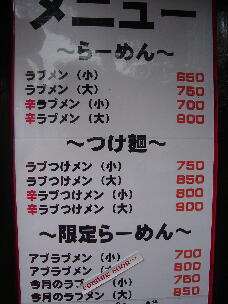 メニュー
～らーめん～
ラブメン（小） 650
ラブメン（大） 750
辛ラブメン（小） 700
辛ラブメン（大） 800
～つけ麺～
ラブつけメン（小） 750
ラブつけメン（大） 850
辛ラブつけメン（小） 800
辛ラブつけメン（大） 900
～限定らーめん～
アブラブメン（小） 700
アブラブメン 800
今月のラブ 750
今月のラブメン（大） 850
coming soon...